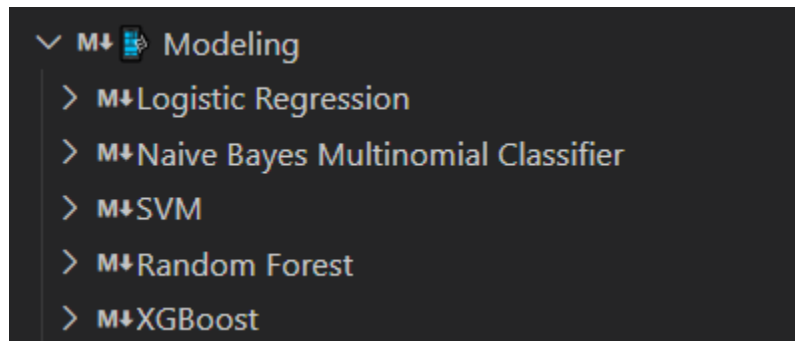 M↓ Modeling
M↓Logistic Regression
M↓Naive Bayes Multinomial Classifier
M↓SVM
M↓Random Forest
M↓XGBoost